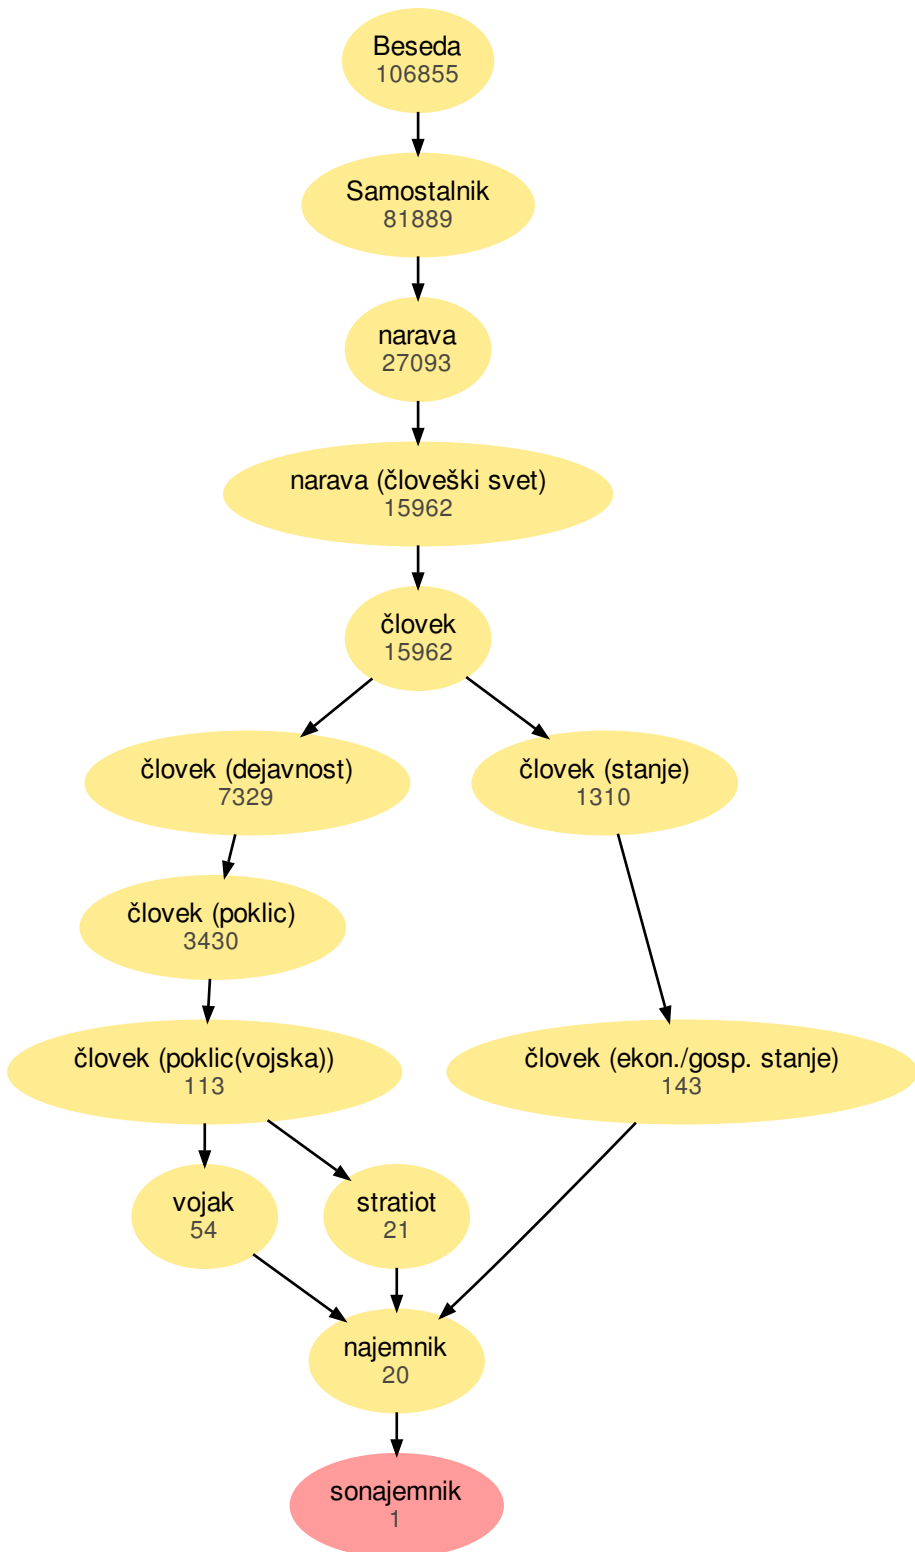 Beseda
106855
Samostalnik
81889
narava
27093
narava (človeški svet)
15962
človek
15962
človek (dejavnost)
7329
človek (stanje)
1310
človek (poklic)
3430
človek (poklic(vojska))
113
človek (ekon./gosp. stanje)
143
vojak
54
stratiot
21
najemnik
20
sonajemnik
1